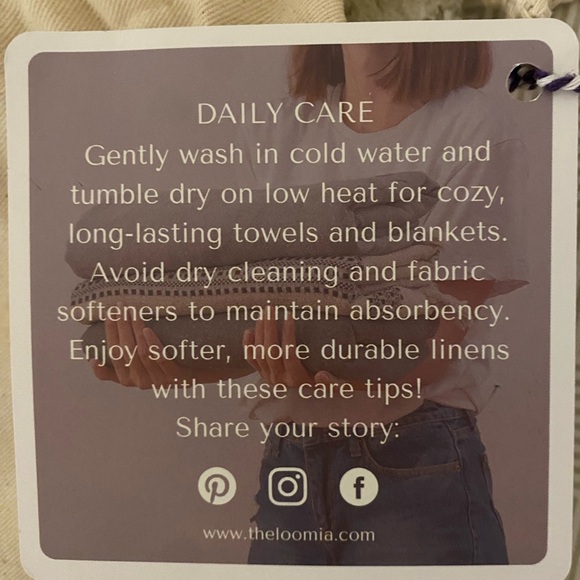 DAILY CARE
Gently wash in cold water and
tumble dry on low heat for cozy,
long-lasting towels and blankets.
Avoid dry cleaning and fabric
softeners to maintain absorbency.
Enjoy softer, more durable linens
with these care tips!
Share your story:
www.theloomia.com